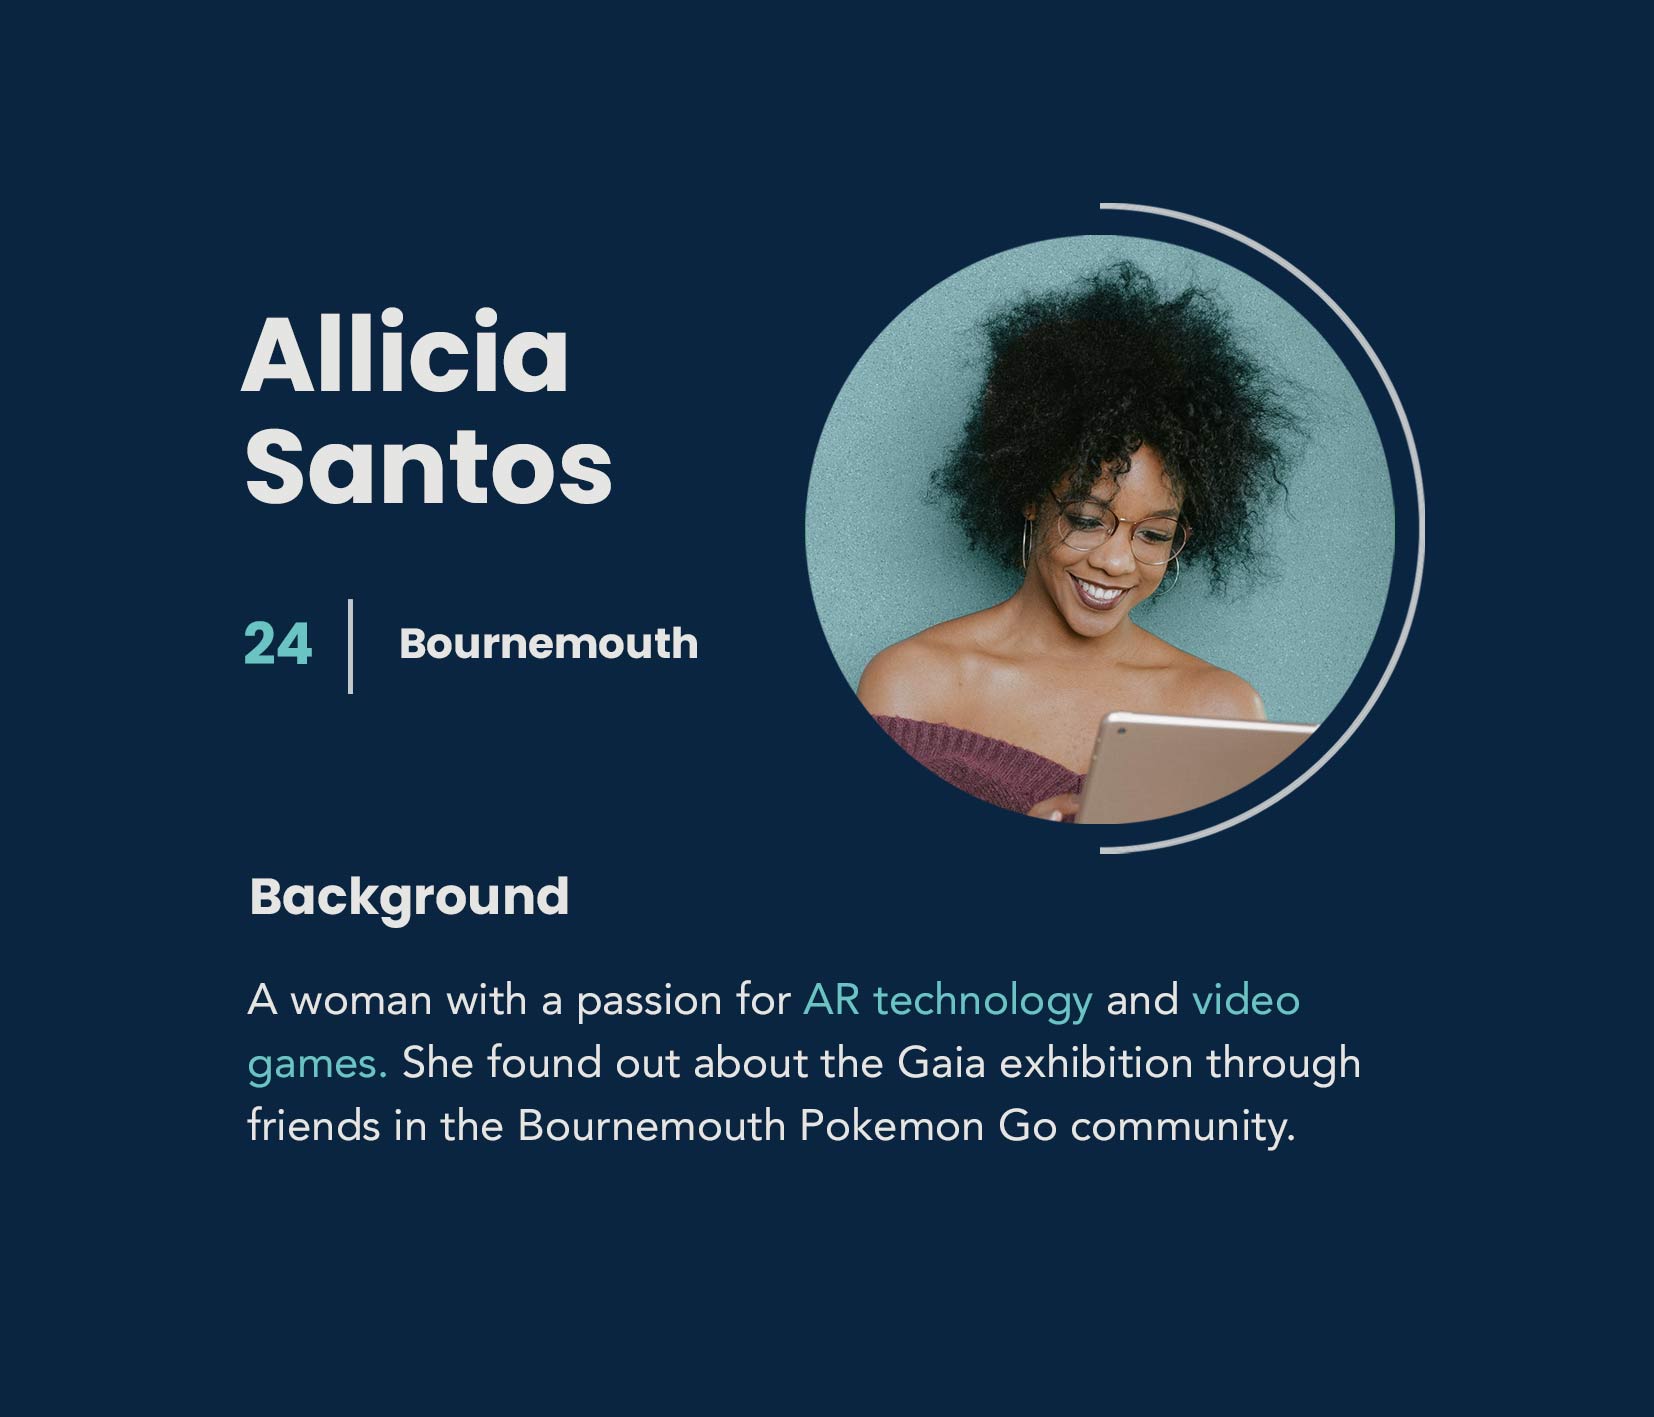 Allicia
Santos
24
Bournemouth
Background
A woman with a passion for AR technology and video
games. She found out about the Gaia exhibition through
friends in the Bournemouth Pokemon Go community.